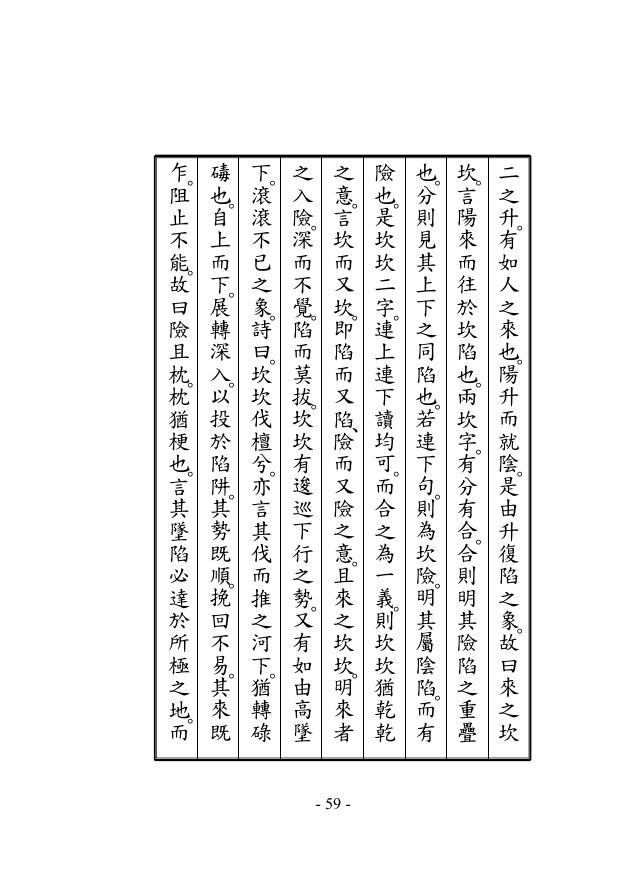 二之升。有如人之來也。陽升而就陰。是由升復陷之象。故曰來之坎
坎。言陽來而往於坎陷也。兩坎字。有分有合。合則明其險陷之重疊
也。分則見其上下之同陷也。若連下句。則為坎險。明其屬陰陷。而有
險也。是坎坎二字。連上連下讀均可。而合之為一義。則坎坎猶乾乾
之意。言坎而又坎。即陷而又陷、險而又險之意。且來之坎坎。明來者
之入險。深而不覺。陷而莫拔。坎坎有逡巡下行之勢。又有如由高墜
下。滾滾不已之象。詩曰。坎坎伐檀兮。亦言其伐而推之河下。猶轉碌
碡也。自上而下。展轉深入。以投於陷阱。其勢既順。挽回不易。其來既
乍。阻止不能。故曰險且枕。枕猶梗也。言其墜陷必達於所極之地。而
- 59 -